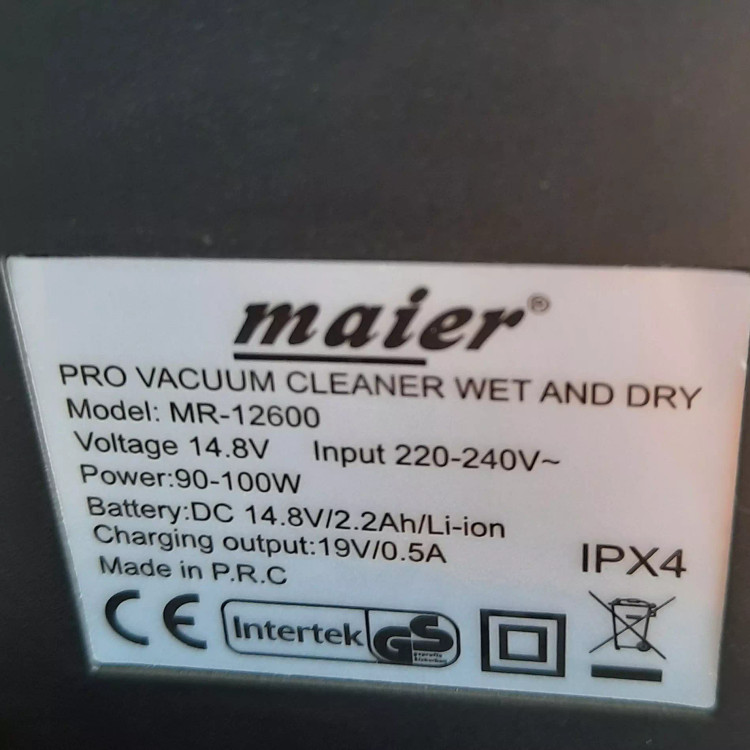 maier®
PRO VACUUM CLEANER WET AND DRY
Model: MR-12600
Voltage 14.8V Input 220-240V~
Power:90-100W
Battery:DC 14.8V/2.2Ah/Li-ion
Charging output:19V/0.5A
Made in P.R.C
IPX4
CE Intertek GS